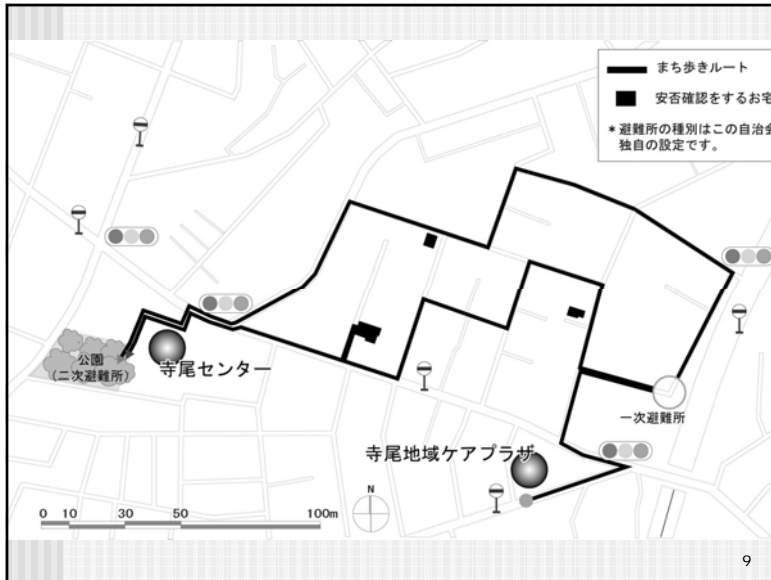 まち歩きルート
安否確認をするお宅
*避難所の種別はこの自治会
独自の設定です。
公園
(二次避難所)
寺尾センター
一次避難所
寺尾地域ケアプラザ
N
0 10 30 50 100m
9